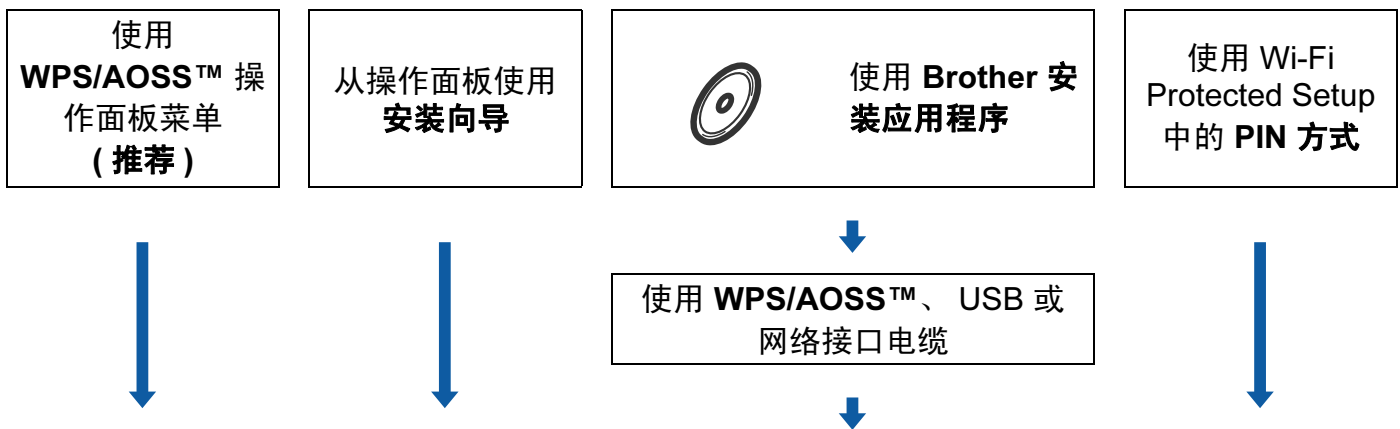 使用
WPS/AOSS™ 操
作面板菜单
( 推荐 )
从操作面板使用
安装向导
使用 Brother 安
装应用程序
使用 Wi-Fi
Protected Setup
中的 PIN 方式
使用 WPS/AOSS™、 USB 或
网络接口电缆